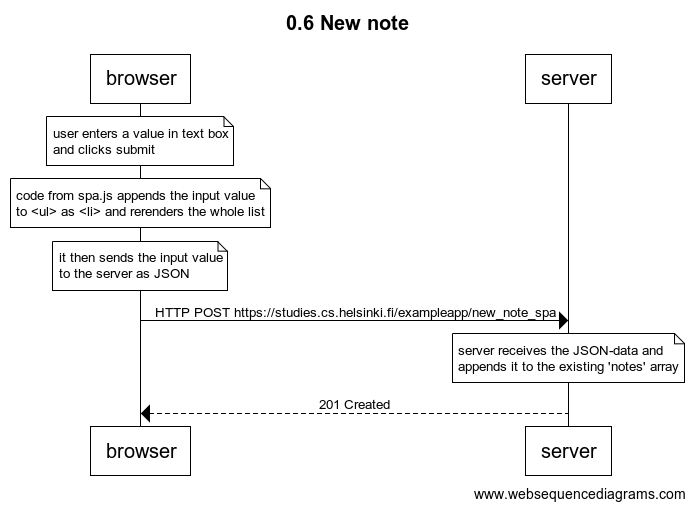 0.6 New note
browser
server
user enters a value in text box
and clicks submit
code from spa.js appends the input value
to <ul> as <li> and rerenders the whole list
it then sends the input value
to the server as JSON
HTTP POST https://studies.cs.helsinki.fi/exampleapp/new_note_spa
server receives the JSON-data and
appends it to the existing 'notes' array
201 Created
browser
server
www.websequencediagrams.com